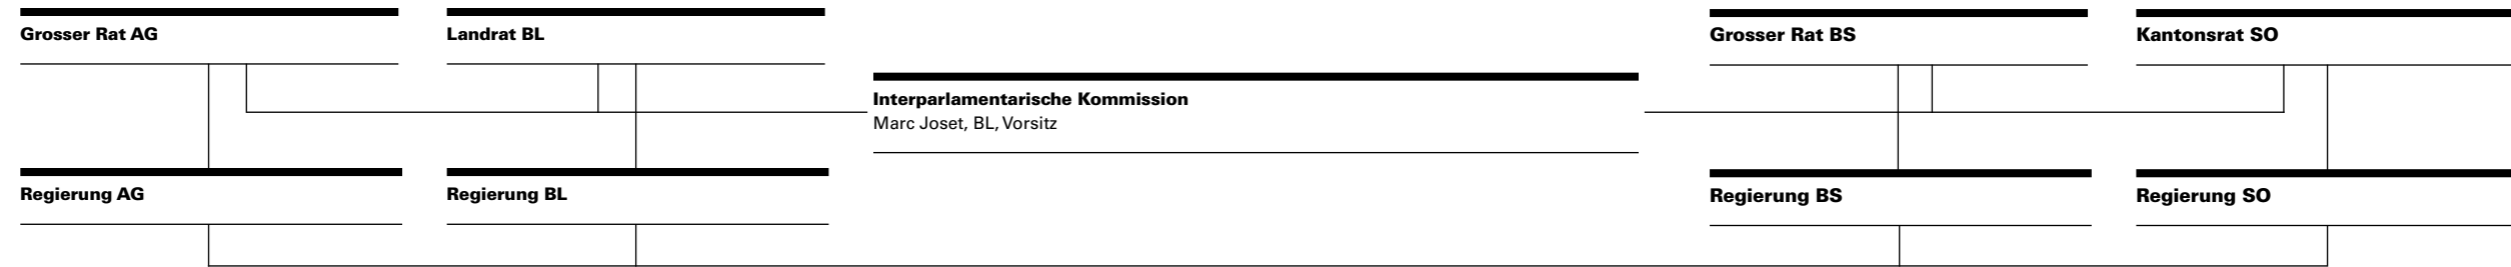 Grosser Rat AG
Landrat BL
Grosser Rat BS
Kantonsrat SO
Interparlamentarische Kommission
Marc Joset, BL, Vorsitz
Regierung AG
Regierung BL
Regierung BS
Regierung SO